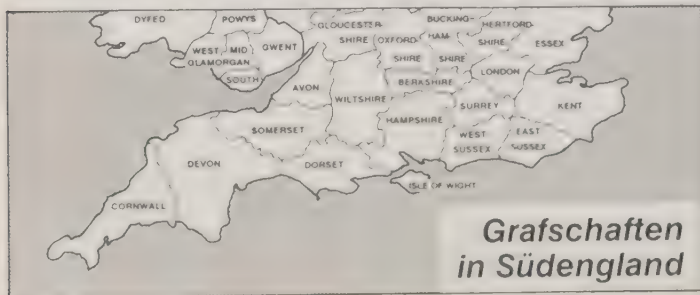 DYFED
POWYS
GLOUCESTER-
SHIRE
BUCKING-
HAM-
SHIRE
HERTFORD-
SHIRE
OXFORD-
SHIRE
ESSEX
WEST
MID
GLAMORGAN
SOUTH
GWENT
AVON
WILTSHIRE
BERKSHIRE
LONDON
SURREY
KENT
SOMERSET
HAMPSHIRE
WEST
SUSSEX
EAST
SUSSEX
DEVON
DORSET
ISLE OF WIGHT
CORNWALL
Grafschaften
in Südengland